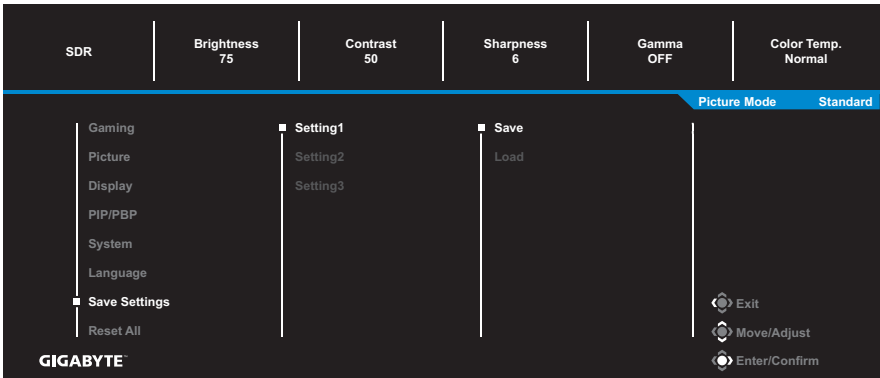 SDR Brightness Contrast Sharpness Gamma Color Temp.
75 50 6 OFF Normal
Picture Mode Standard
Gaming Setting1 Save
Picture Setting2 Load
Display Setting3
PIP/PBP
System
Language
Save Settings Exit
Reset All Move/Adjust
GIGABYTE™ Enter/Confirm